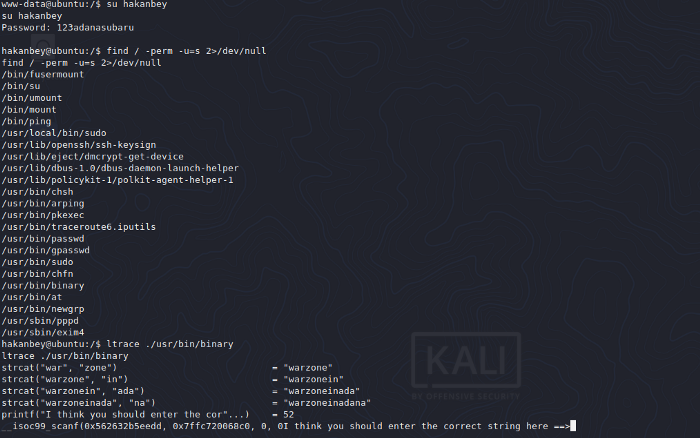 www-data@ubuntu:/$ su hakanbey
su hakanbey
Password: 123adanasubaru

hakanbey@ubuntu:/$ find / -perm -u=s 2>/dev/null
find / -perm -u=s 2>/dev/null
/bin/fusermount
/bin/su
/bin/umount
/bin/mount
/bin/ping
/usr/local/bin/sudo
/usr/lib/openssh/ssh-keysign
/usr/lib/eject/dmcrypt-get-device
/usr/lib/dbus-1.0/dbus-daemon-launch-helper
/usr/lib/policykit-1/polkit-agent-helper-1
/usr/bin/chsh
/usr/bin/arping
/usr/bin/pkexec
/usr/bin/traceroute6.iputils
/usr/bin/passwd
/usr/bin/gpasswd
/usr/bin/sudo
/usr/bin/chfn
/usr/bin/binary
/usr/bin/at
/usr/bin/newgrp
/usr/sbin/pppd
/usr/sbin/exim4
hakanbey@ubuntu:/$ ltrace ./usr/bin/binary
ltrace ./usr/bin/binary
strcat("war", "zone") = "warzone"
strcat("warzone", "in") = "warzonein"
strcat("warzonein", "ada") = "warzoneinada"
strcat("warzoneinada", "na") = "warzoneinadana"
printf("I think you should enter the cor"...) = 52
__isoc99_scanf(0x562632b5eedd, 0x7ffc720068c0, 0, 0I think you should enter the correct string here ==>
KALI
BY OFFENSIVE SECURITY